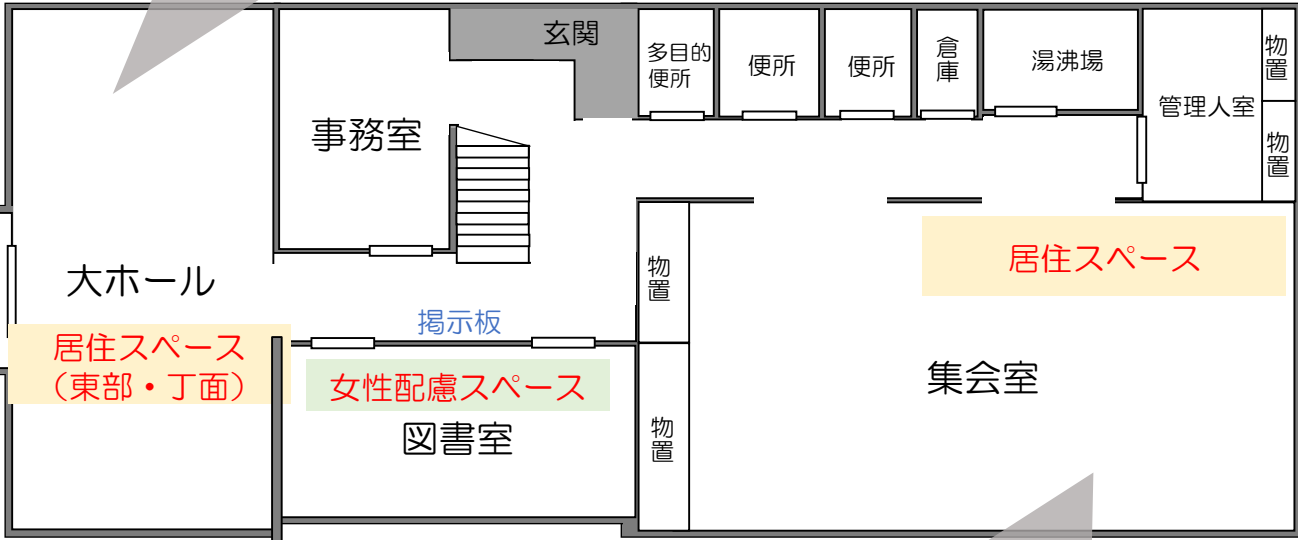 玄関
多目的
便所
便所
便所
倉庫
湯沸場
管理人室
物置
物置
事務室
大ホール
居住スペース
（東部・丁面）
掲示板
女性配慮スペース
図書室
物置
物置
居住スペース
集会室